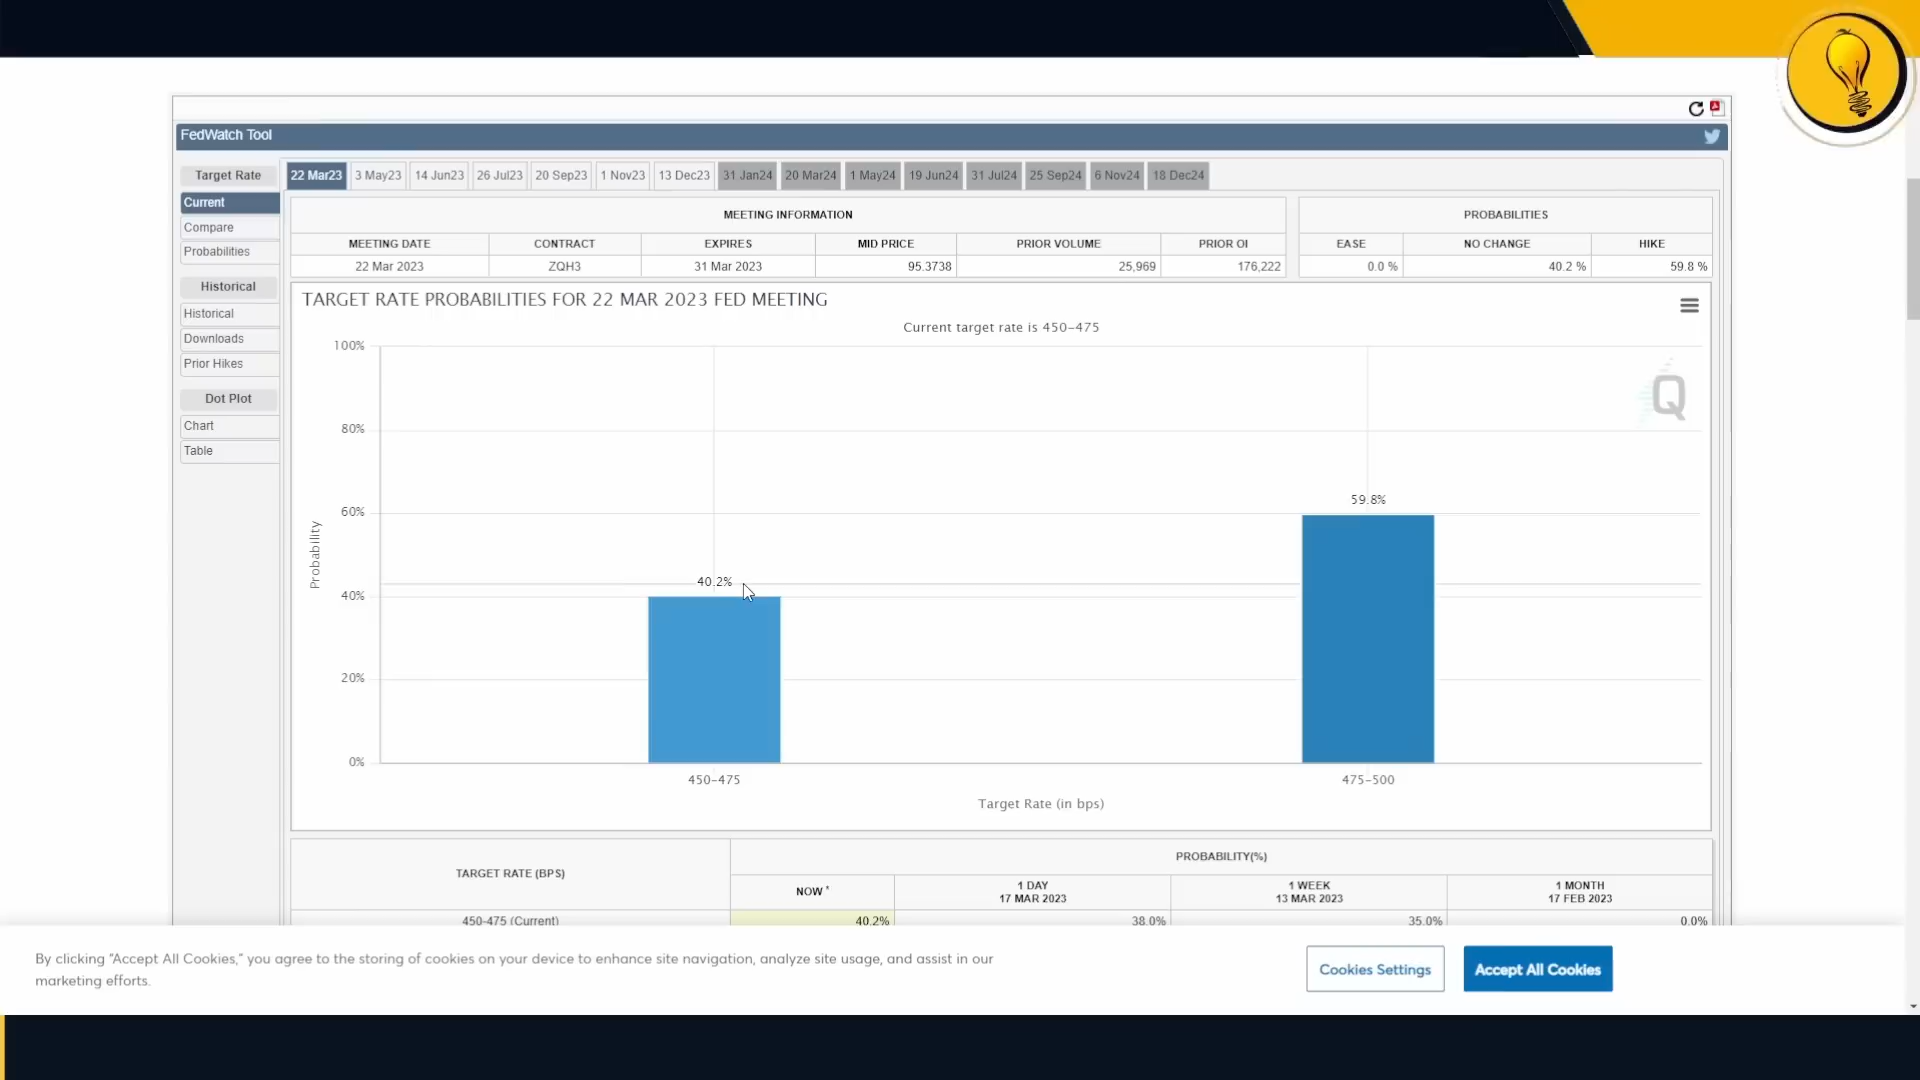 FedWatch Tool
Target Rate
Current
Compare
Probabilities
Historical
Historical
Downloads
Prior Hikes
Dot Plot
Chart
Table
22 Mar23 3 May23 14 Jun23 26 Jul23 20 Sep23 1 Nov23 13 Dec23 31 Jan24 20 Mar24 1 May24 19 Jun24 31 Jul24 25 Sep24 6 Nov24 18 Dec24
MEETING INFORMATION
MEETING DATE CONTRACT EXPIRES MID PRICE PRIOR VOLUME PRIOR OI
22 Mar 2023 ZQH3 31 Mar 2023 95.3738 25,969 176,222
PROBABILITIES
EASE NO CHANGE HIKE
0.0 % 40.2 % 59.8 %
TARGET RATE PROBABILITIES FOR 22 MAR 2023 FED MEETING
Current target rate is 450–475
100%
80%
60%
40%
20%
0%
Probability
Q
40.2%
59.8%
450–475
475–500
Target Rate (in bps)
TARGET RATE (BPS)
PROBABILITY(%)
NOW *
1 DAY
17 MAR 2023
1 WEEK
13 MAR 2023
1 MONTH
17 FEB 2023
450-475 (Current) 40.2% 38.0% 35.0% 0.0%
By clicking "Accept All Cookies," you agree to the storing of cookies on your device to enhance site navigation, analyze site usage, and assist in our
marketing efforts.
Cookies Settings
Accept All Cookies